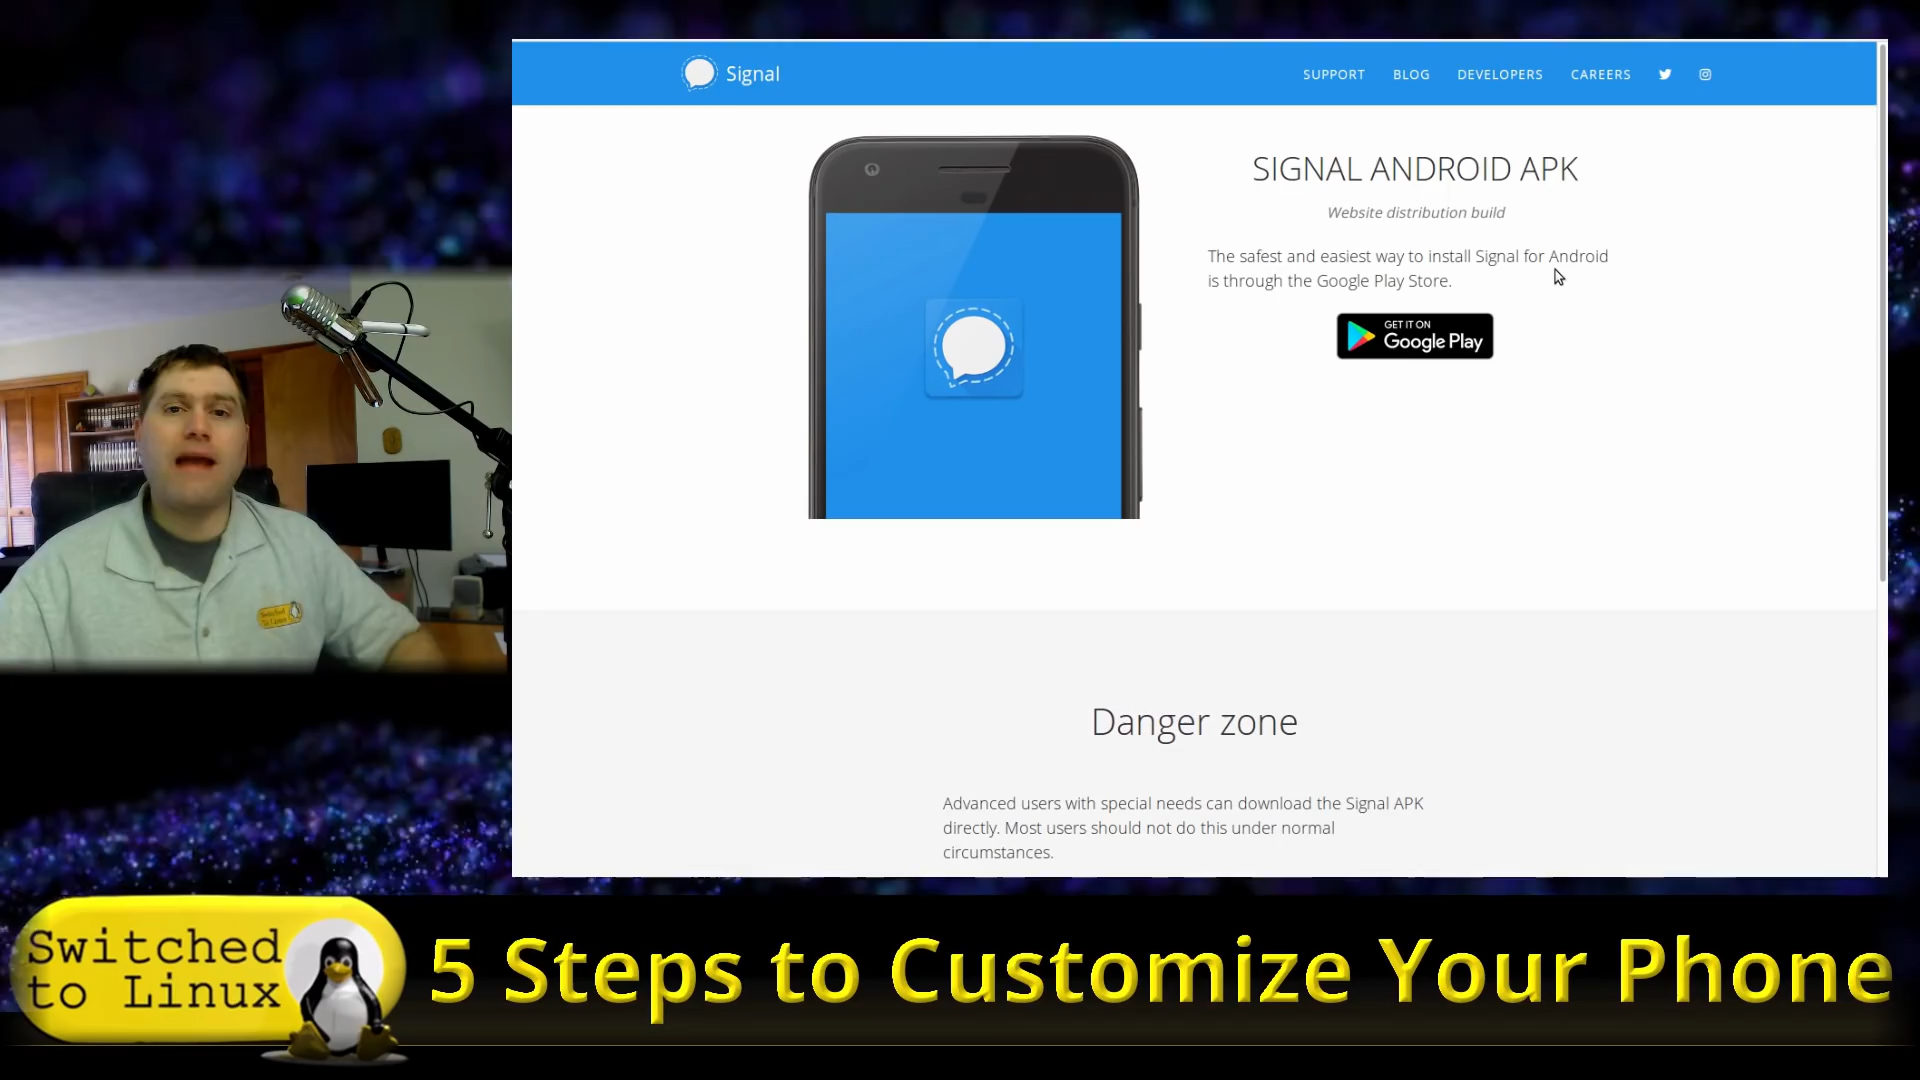 Signal
SUPPORT BLOG DEVELOPERS CAREERS
SIGNAL ANDROID APK
Website distribution build
The safest and easiest way to install Signal for Android
is through the Google Play Store.
GET IT ON
Google Play
Danger zone
Advanced users with special needs can download the Signal APK
directly. Most users should not do this under normal
circumstances.
Switched
to Linux
5 Steps to Customize Your Phone